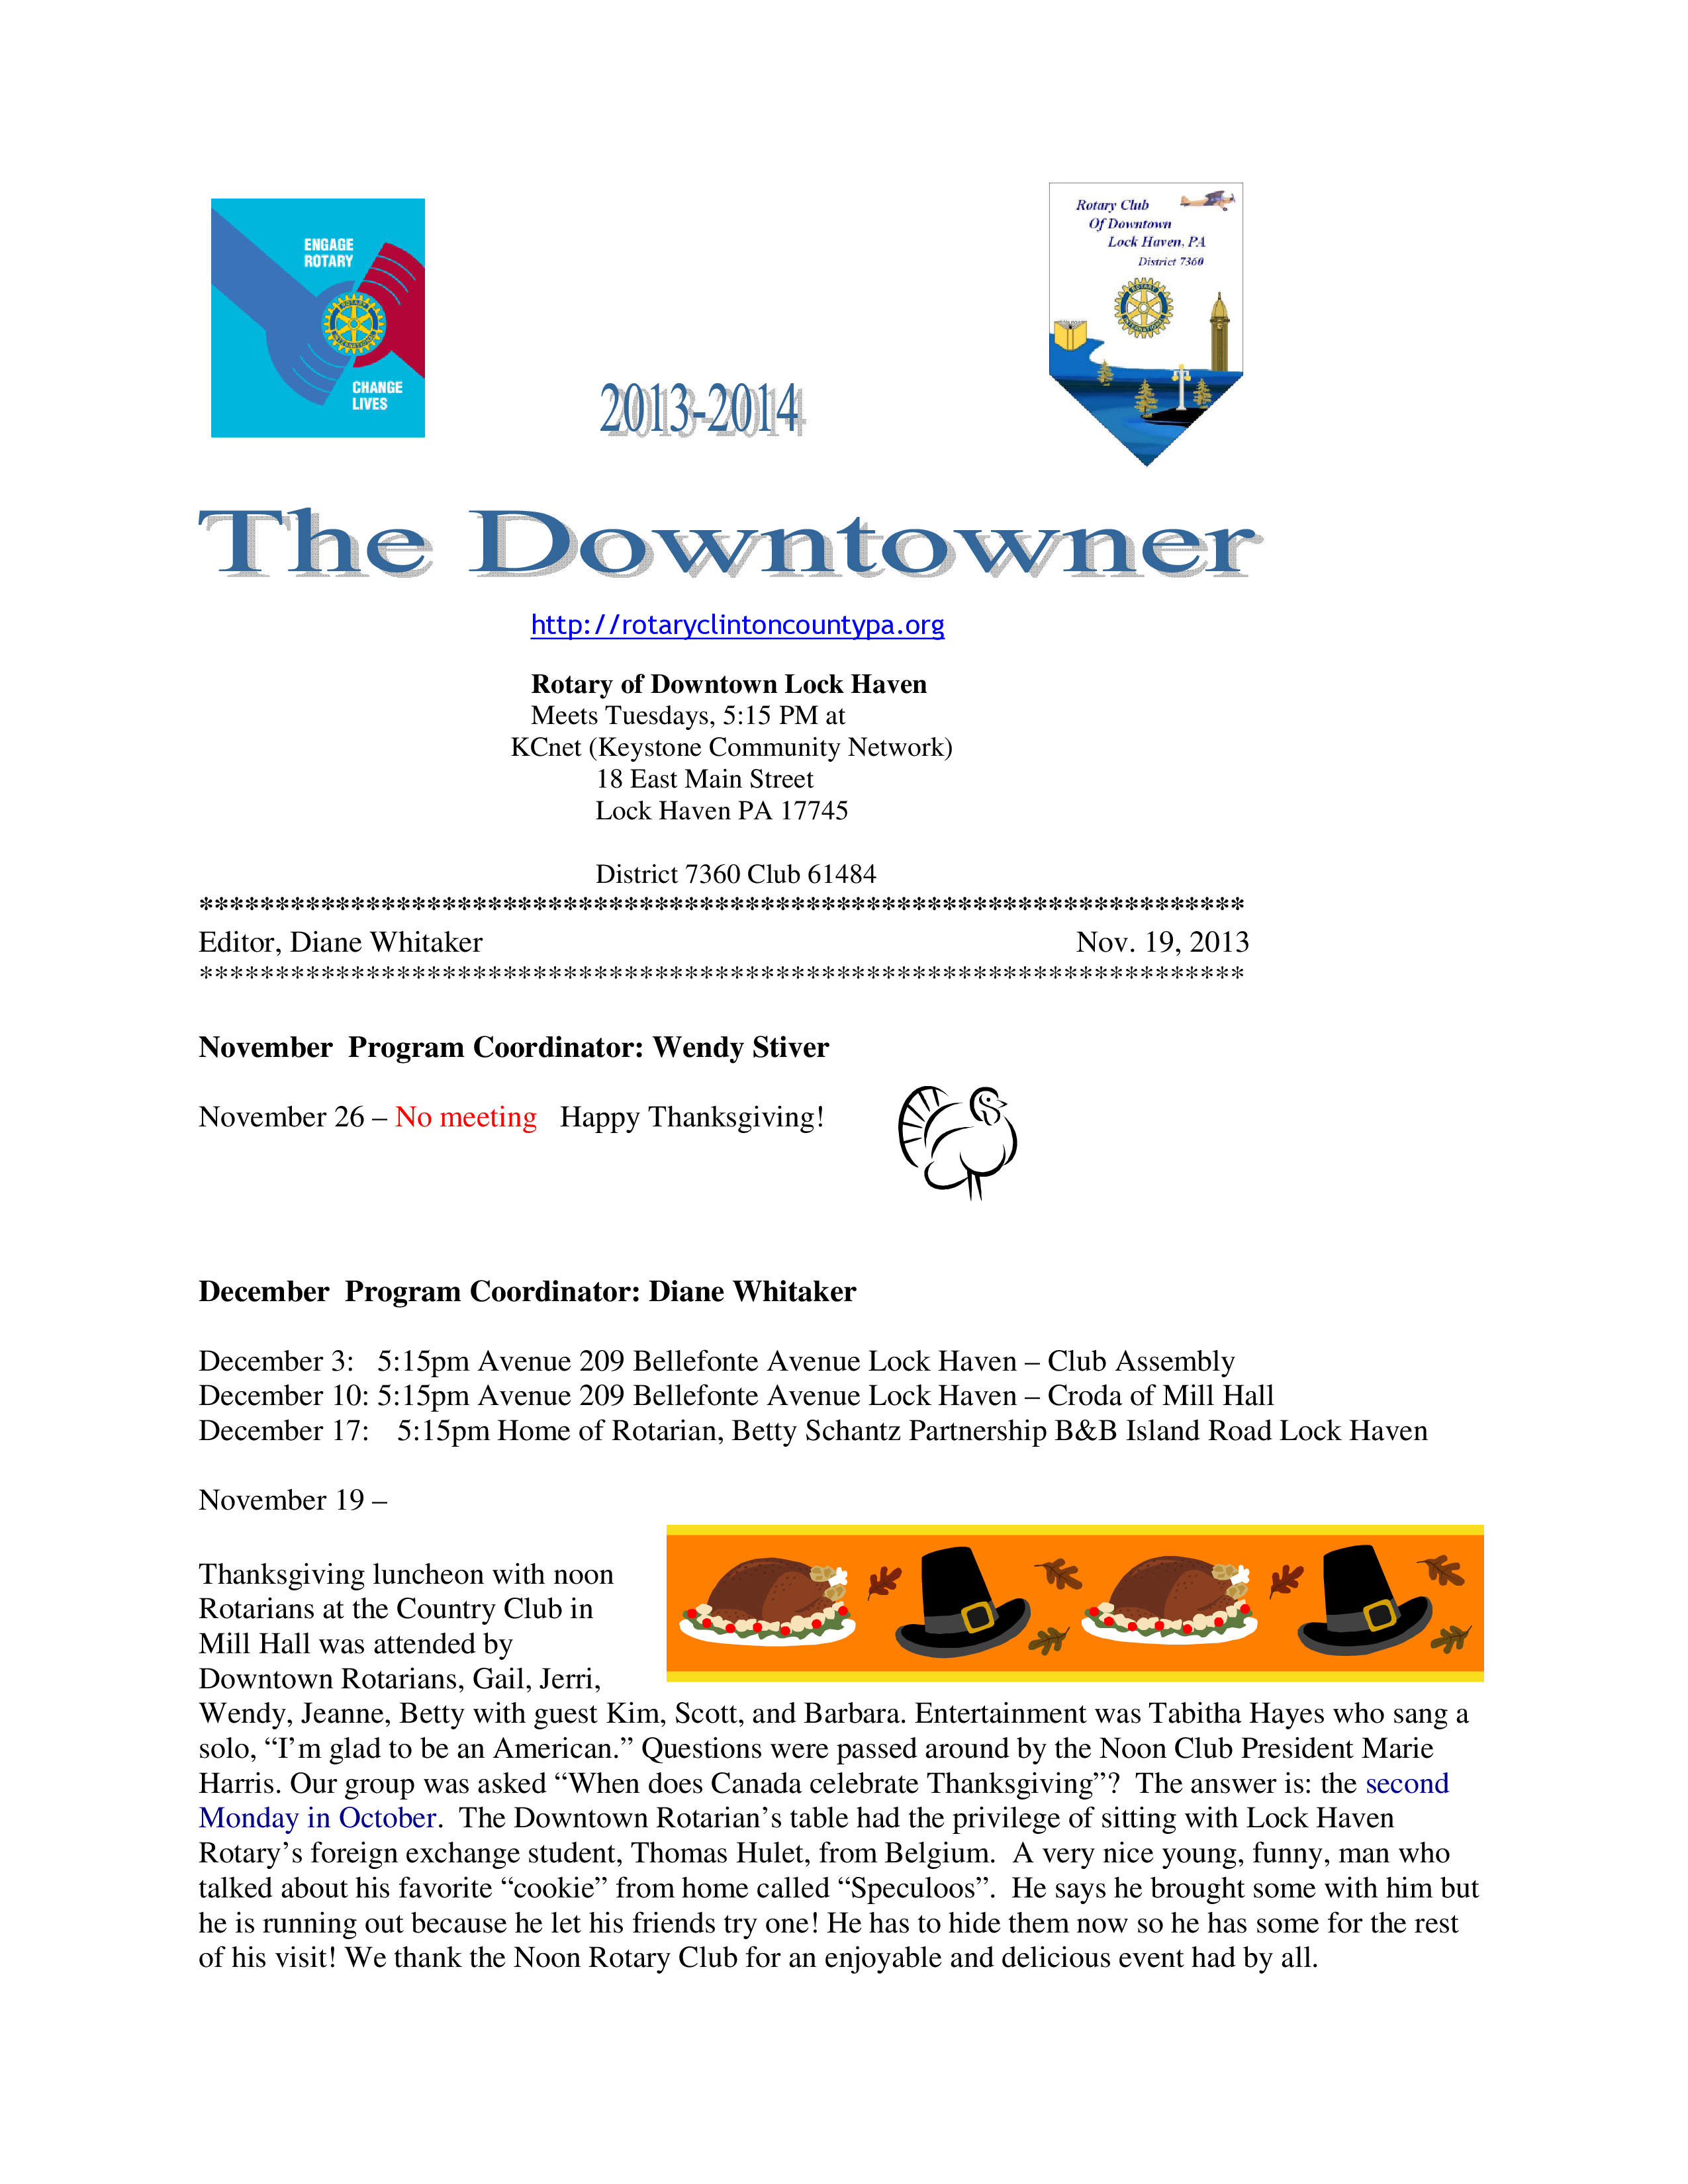 ENGAGE
ROTARY
CHANGE
LIVES
Rotary Club
Of Downtown
Lock Haven, PA
District 7360
ROTARY
INTERNATIONAL
2013-2014
The Downtowner
http://rotaryclintoncountypa.org
Rotary of Downtown Lock Haven
Meets Tuesdays, 5:15 PM at
KCnet (Keystone Community Network)
18 East Main Street
Lock Haven PA 17745
District 7360 Club 61484
*********************************************************************
Editor, Diane Whitaker Nov. 19, 2013
*********************************************************************
November  Program Coordinator: Wendy Stiver
November 26 – No meeting   Happy Thanksgiving!
December  Program Coordinator: Diane Whitaker
December 3:   5:15pm Avenue 209 Bellefonte Avenue Lock Haven – Club Assembly
December 10: 5:15pm Avenue 209 Bellefonte Avenue Lock Haven – Croda of Mill Hall
December 17:   5:15pm Home of Rotarian, Betty Schantz Partnership B&B Island Road Lock Haven
November 19 –
Thanksgiving luncheon with noon
Rotarians at the Country Club in
Mill Hall was attended by
Downtown Rotarians, Gail, Jerri,
Wendy, Jeanne, Betty with guest Kim, Scott, and Barbara. Entertainment was Tabitha Hayes who sang a
solo, “I’m glad to be an American.” Questions were passed around by the Noon Club President Marie
Harris. Our group was asked “When does Canada celebrate Thanksgiving”?  The answer is: the second
Monday in October.  The Downtown Rotarian’s table had the privilege of sitting with Lock Haven
Rotary’s foreign exchange student, Thomas Hulet, from Belgium.  A very nice young, funny, man who
talked about his favorite “cookie” from home called “Speculoos”.  He says he brought some with him but
he is running out because he let his friends try one! He has to hide them now so he has some for the rest
of his visit! We thank the Noon Rotary Club for an enjoyable and delicious event had by all.